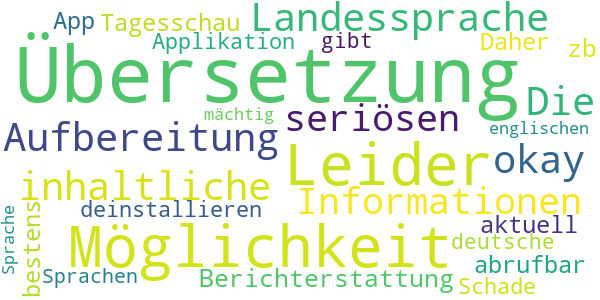 App Tagesschau Landessprache
Applikation gibt Daher zb
Übersetzung Die
mächtig seriösen englischen
Aufbereitung Leider okay
inhaltliche Informationen
deinstallieren aktuell
Sprache bestens Möglichkeit deutsche
Sprachen Berichterstattung abrufbar
Schade